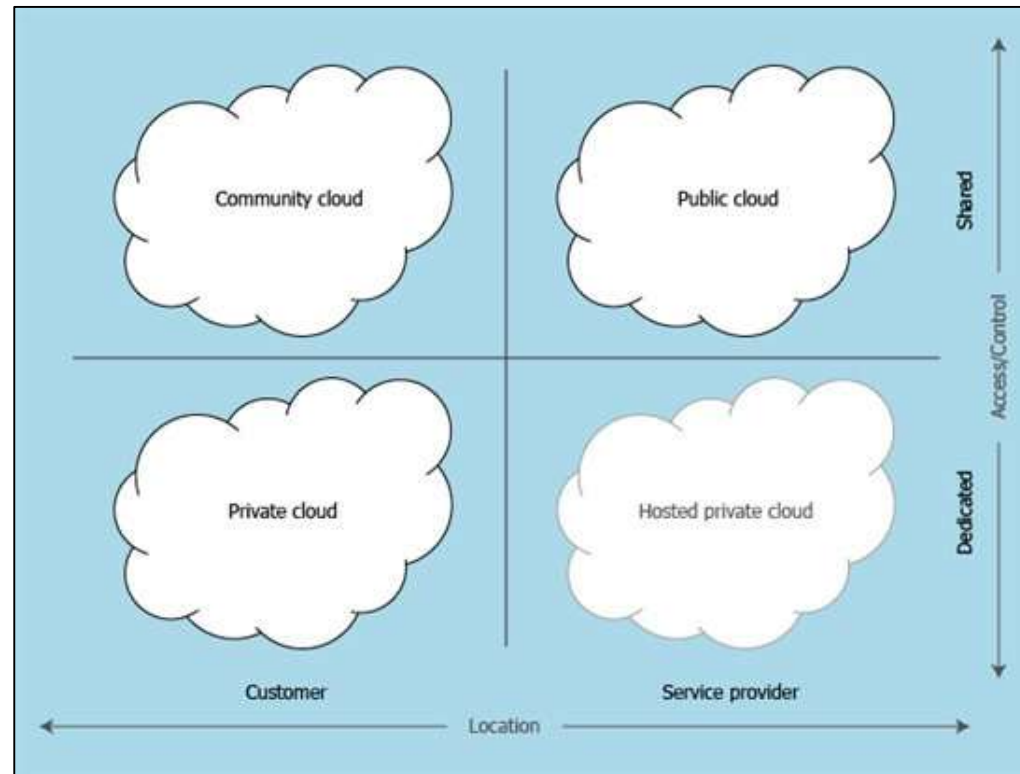 Community cloud
Public cloud
Shared
Access/Control
Private cloud
Hosted private cloud
Dedicated
Customer
Service provider
Location